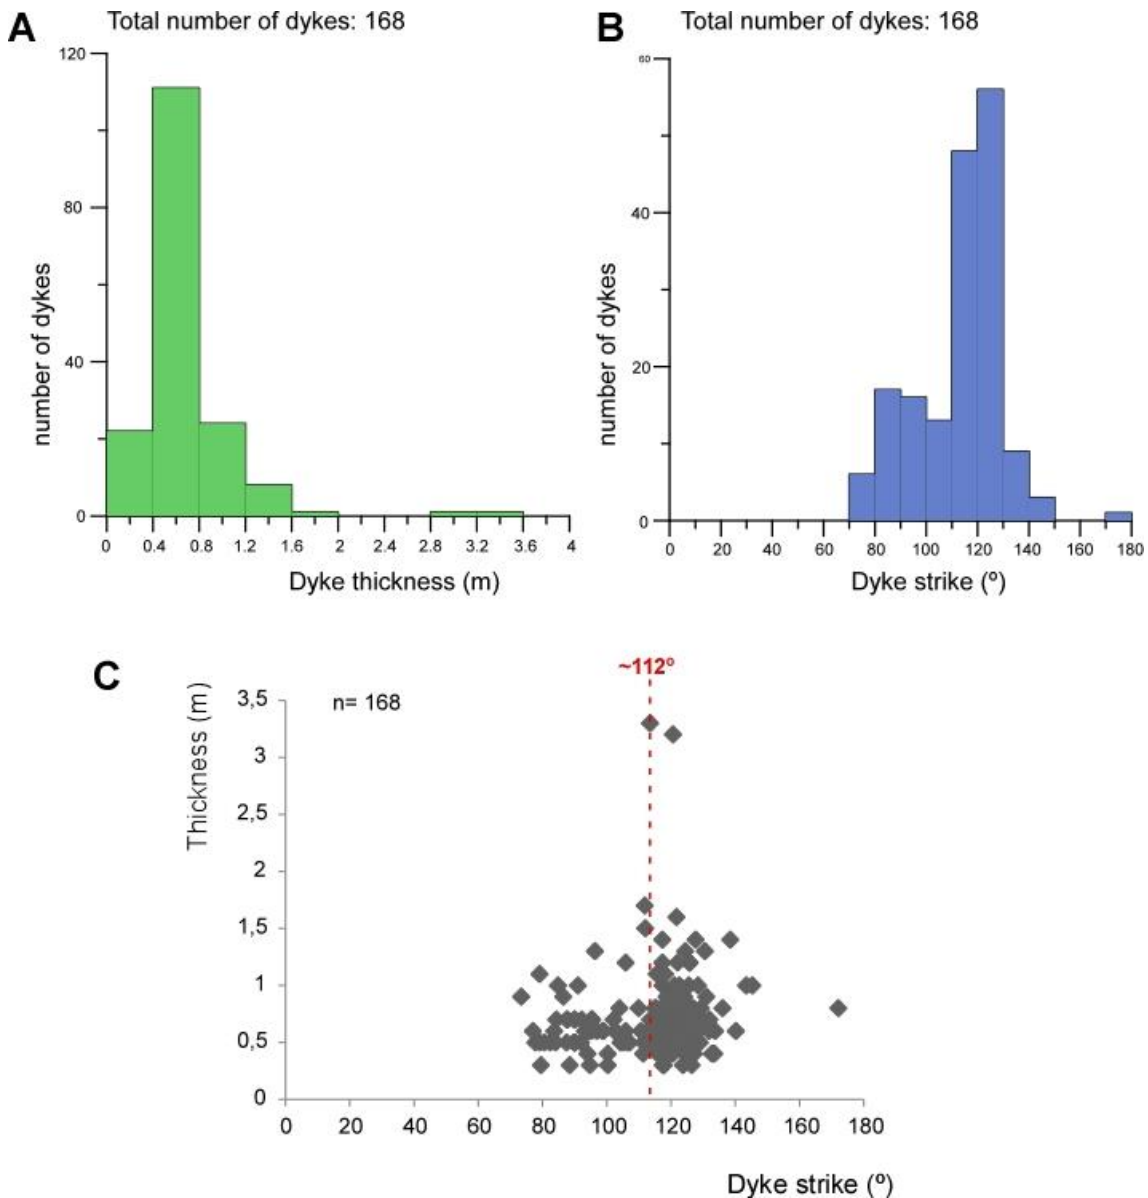 A
Total number of dykes: 168
120
80
40
0
number of dykes
0 0.4 0.8 1.2 1.6 2 2.4 2.8 3.2 3.6 4
Dyke thickness (m)
B
Total number of dykes: 168
60
40
20
0
number of dykes
0 20 40 60 80 100 120 140 160 180
Dyke strike (º)
C
~112º
n= 168
Thickness (m)
3,5
3
2,5
2
1,5
1
0,5
0
0 20 40 60 80 100 120 140 160 180
Dyke strike (º)